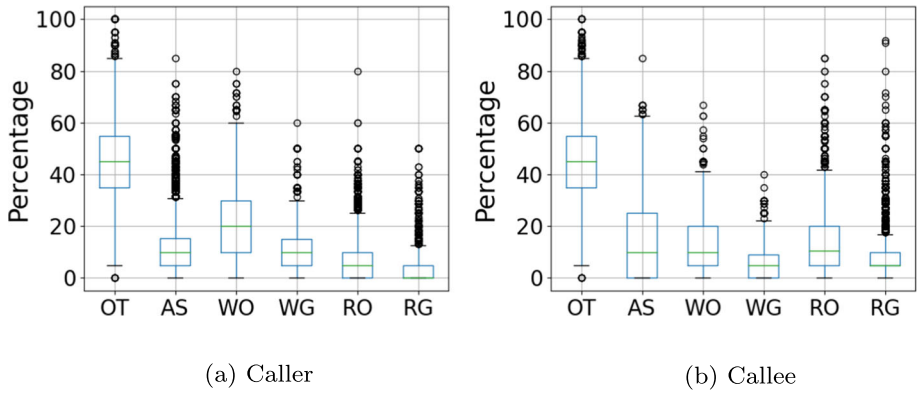 100
80
60
40
20
0
Percentage
OT AS WO WG RO RG
(a) Caller
100
80
60
40
20
0
Percentage
OT AS WO WG RO RG
(b) Callee